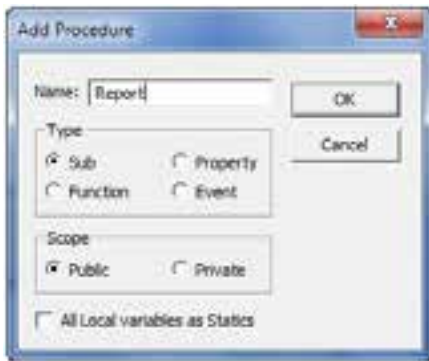 Add Procedure
Name: Report
OK
Type
Cancel
Sub Property
Function Event
Scope
Public Private
All Local variables as Statics